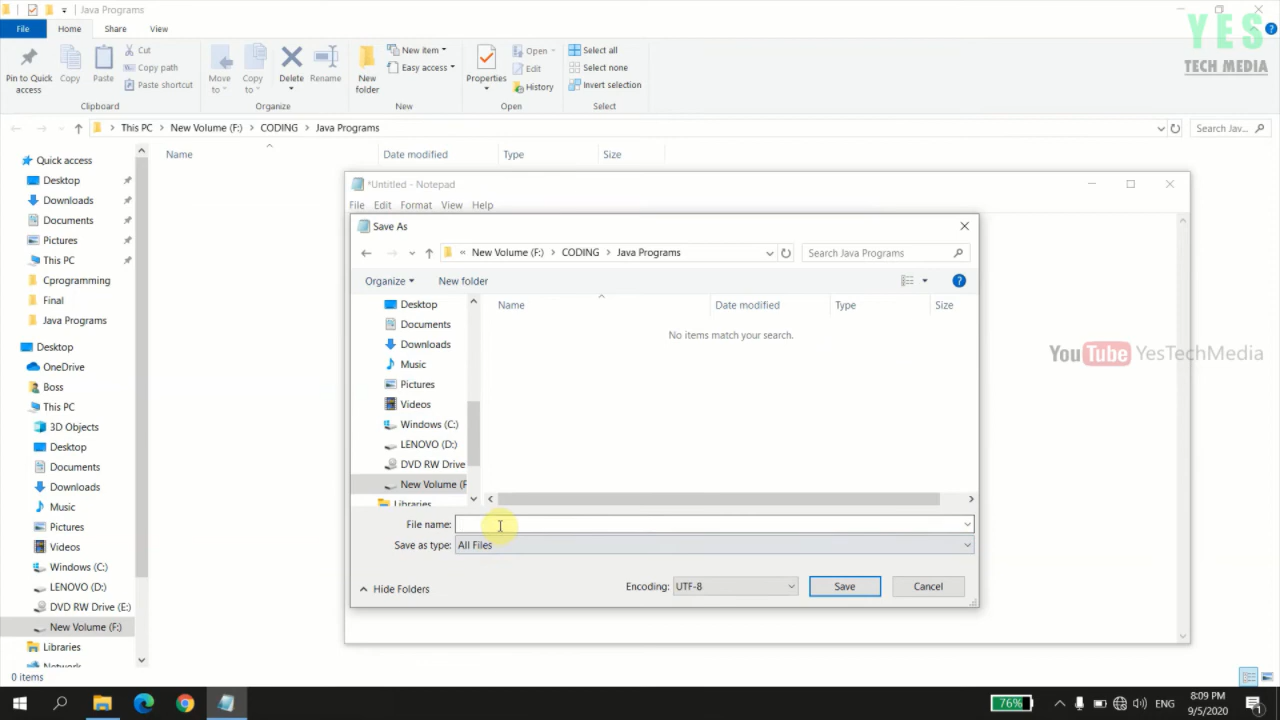 Java Programs
YES
TECH MEDIA
File
Home
Share
View
Pin to Quick access
Copy
Paste
Cut
Copy path
Paste shortcut
Clipboard
Move to
Copy to
Delete
Rename
Organize
New folder
New item
Easy access
New
Properties
Open
Edit
History
Open
Select all
Select none
Invert selection
Select
This PC
New Volume (F:)
CODING
Java Programs
Search Jav...
Name
Date modified
Type
Size
Quick access
Desktop
Downloads
Documents
Pictures
This PC
Cprogramming
Final
Java Programs
Desktop
OneDrive
Boss
This PC
3D Objects
Desktop
Documents
Downloads
Music
Pictures
Videos
Windows (C:)
LENOVO (D:)
DVD RW Drive (E:)
New Volume (F:)
Libraries
Network
0 items
*Untitled - Notepad
File Edit Format View Help
Save As
« New Volume (F:)
CODING
Java Programs
Search Java Programs
Organize
New folder
Name
Date modified
Type
Size
No items match your search.
Desktop
Documents
Downloads
Music
Pictures
Videos
Windows (C:)
LENOVO (D:)
DVD RW Drive
New Volume (F
Libraries
File name:
Save as type: All Files
Hide Folders
Encoding: UTF-8
Save
Cancel
YouTube YesTechMedia
76%
ENG
8:09 PM
9/5/2020
1